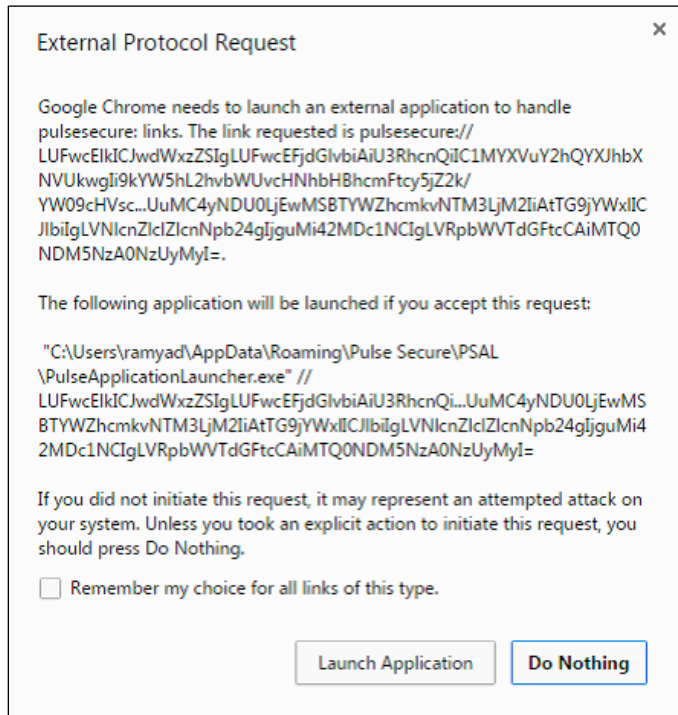 External Protocol Request
Google Chrome needs to launch an external application to handle
pulsesecure: links. The link requested is pulsesecure://
LUFwcElkICJwdWxzZSIgLUFwcEFjdGlvbiAiU3RhcnQiIC1MYXVuY2hQYXJhbX
NVUkwgIi9kYW5hL2hvbWUvcHNhbHBhcmFtcy5jZ2k/
YW09cHVsc...UuMC4yNDU0LjEwMSBTYWZhcmkvNTM3LjM2IiAtTG9jYWxlIC
JlbiIgLVNlcnZlclZlcnNpb24gIjguMi42MDc1NCIgLVRpbWVTdGFtcCAiMTQ0
NDM5NzA0NzUyMyI=.
The following application will be launched if you accept this request:
"C:\Users\ramyad\AppData\Roaming\Pulse Secure\PSAL
\PulseApplicationLauncher.exe" //
LUFwcElkICJwdWxzZSIgLUFwcEFjdGlvbiAiU3RhcnQi...UuMC4yNDU0LjEwMS
BTYWZhcmkvNTM3LjM2IiAtTG9jYWxlICJlbiIgLVNlcnZlclZlcnNpb24gIjguMi4
2MDc1NCIgLVRpbWVTdGFtcCAiMTQ0NDM5NzA0NzUyMyI=
If you did not initiate this request, it may represent an attempted attack on
your system. Unless you took an explicit action to initiate this request, you
should press Do Nothing.
Remember my choice for all links of this type.
Launch Application
Do Nothing